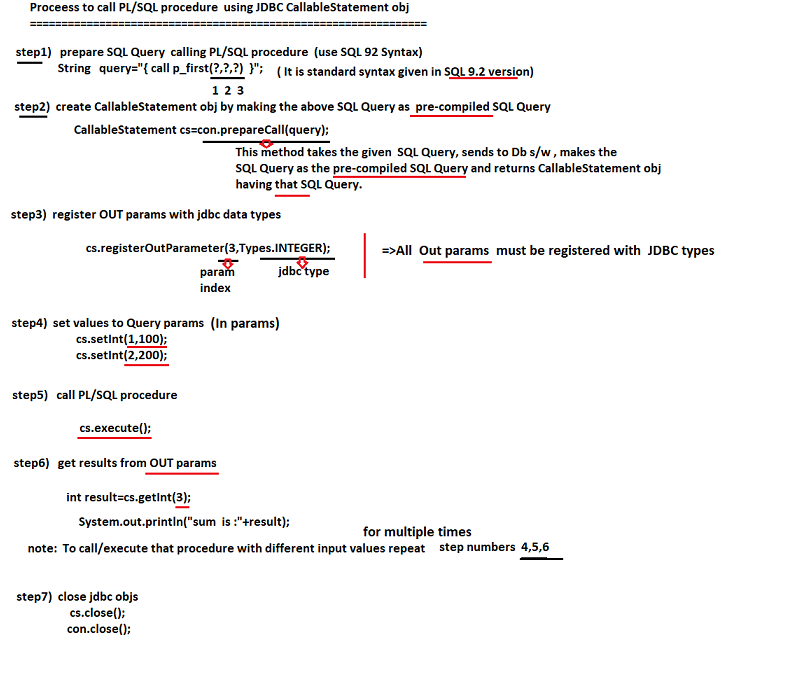 Proceess to call PL/SQL procedure using JDBC CallableStatement obj
====================================================================
step1) prepare SQL Query calling PL/SQL procedure (use SQL 92 Syntax)
String query="{ call p_first(?,?,?) }"; ( It is standard syntax given in SQL 9.2 version)
1 2 3
step2) create CallableStatement obj by making the above SQL Query as pre-compiled SQL Query
CallableStatement cs=con.prepareCall(query);
This method takes the given SQL Query, sends to Db s/w , makes the
SQL Query as the pre-compiled SQL Query and returns CallableStatement obj
having that SQL Query.
step3) register OUT params with jdbc data types
cs.registerOutParameter(3,Types.INTEGER); =>All Out params must be registered with JDBC types
param jdbc type
index
step4) set values to Query params (In params)
cs.setInt(1,100);
cs.setInt(2,200);
step5) call PL/SQL procedure
cs.execute();
step6) get results from OUT params
int result=cs.getInt(3);
System.out.println("sum is :"+result);
for multiple times
note: To call/execute that procedure with different input values repeat step numbers 4,5,6
step7) close jdbc objs
cs.close();
con.close();